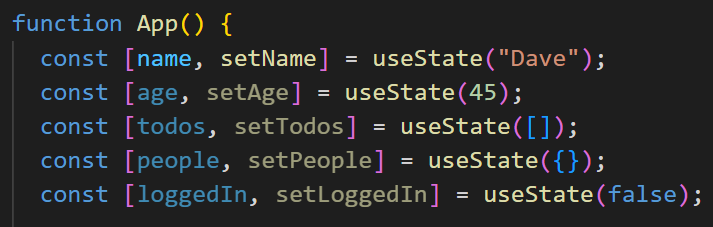 function App() {
const [name, setName] = useState("Dave");
const [age, setAge] = useState(45);
const [todos, setTodos] = useState([]);
const [people, setPeople] = useState({});
const [loggedIn, setLoggedIn] = useState(false);